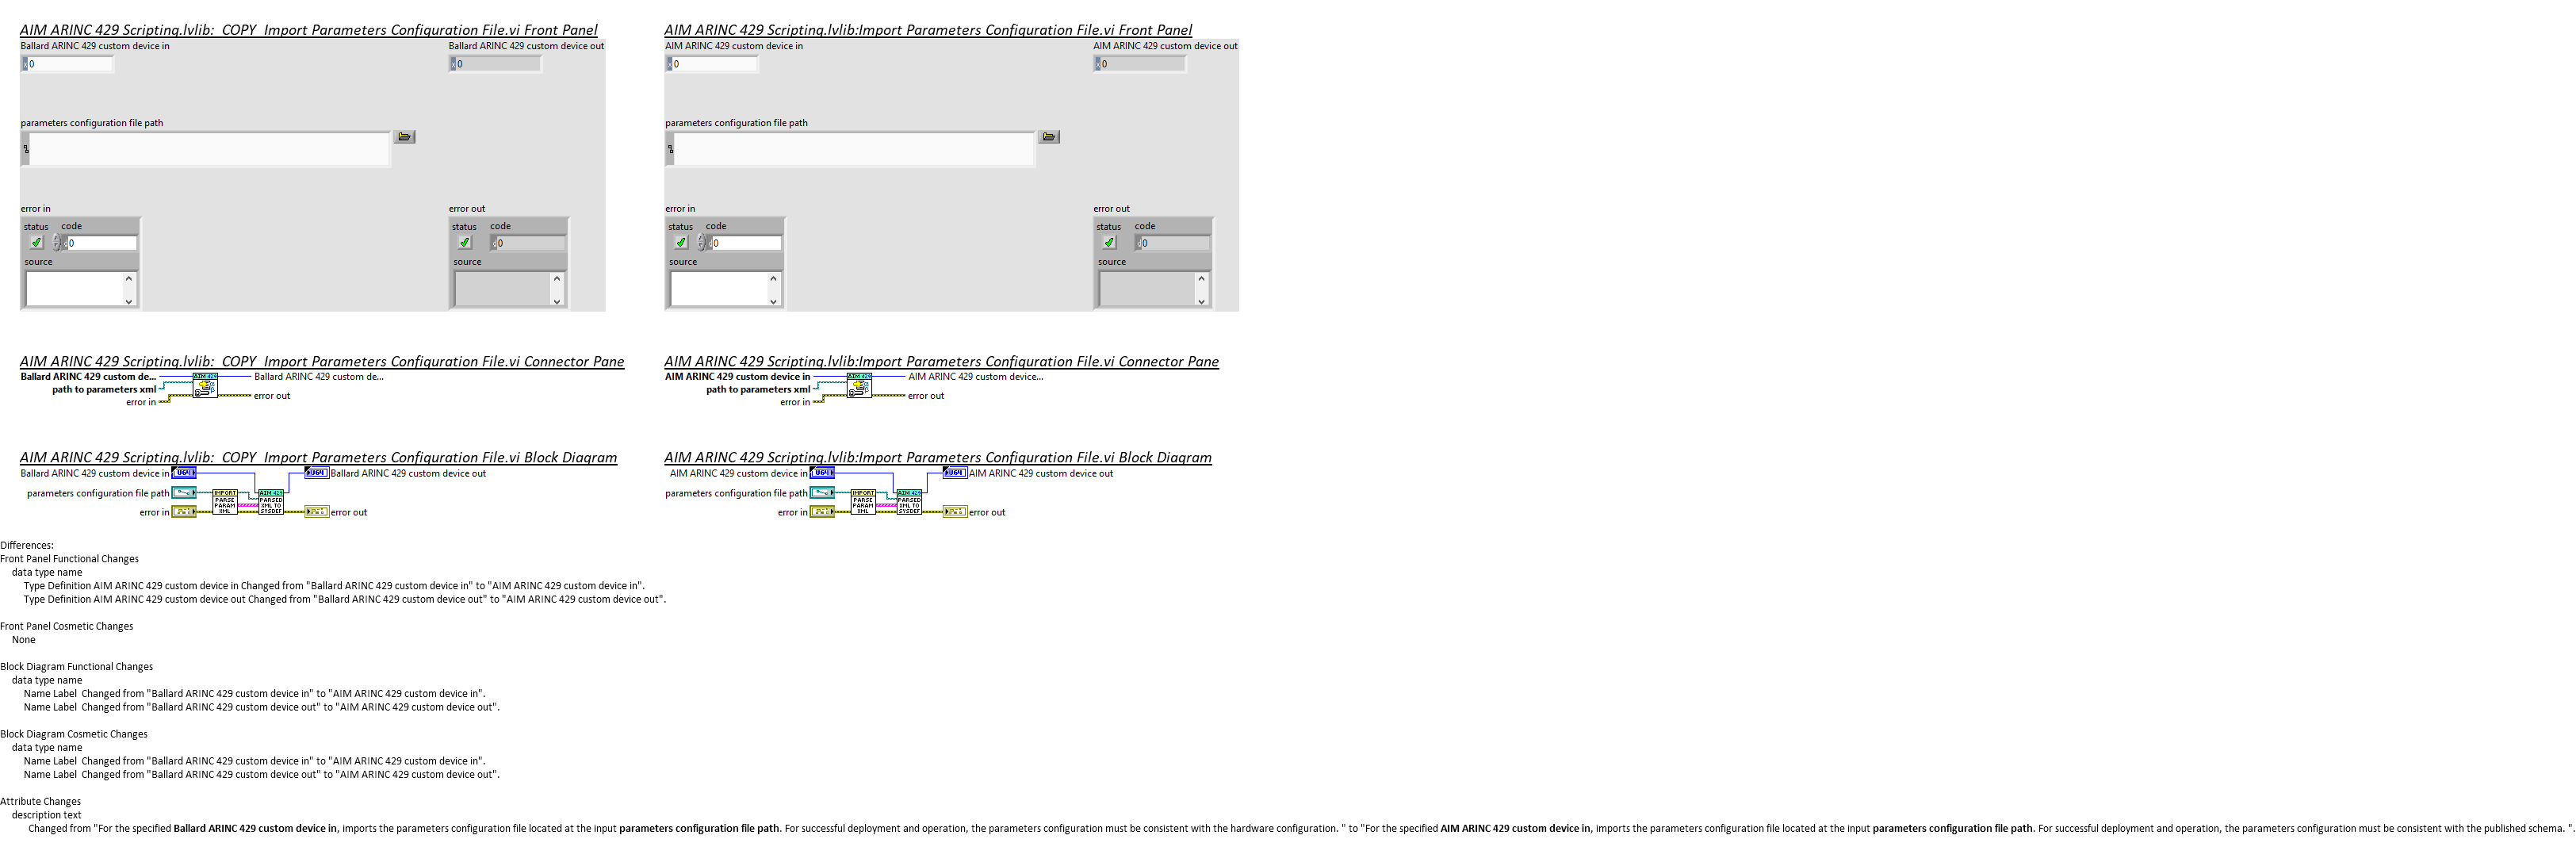 AIM ARINC 429 Scripting.lvlib:  COPY  Import Parameters Configuration File.vi Front Panel
Ballard ARINC 429 custom device in
Ballard ARINC 429 custom device out
x 0
x 0
parameters configuration file path
error in
error out
status
code
status
code
d 0
d 0
source
source
AIM ARINC 429 Scripting.lvlib:Import Parameters Configuration File.vi Front Panel
AIM ARINC 429 custom device in
AIM ARINC 429 custom device out
x 0
x 0
parameters configuration file path
error in
error out
status
code
status
code
d 0
d 0
source
source
AIM ARINC 429 Scripting.lvlib:  COPY  Import Parameters Configuration File.vi Connector Pane
Ballard ARINC 429 custom de...
AIM 429
Ballard ARINC 429 custom de...
path to parameters xml
error in
error out
AIM ARINC 429 Scripting.lvlib:Import Parameters Configuration File.vi Connector Pane
AIM ARINC 429 custom device in
AIM 429
AIM ARINC 429 custom device...
path to parameters xml
error in
error out
AIM ARINC 429 Scripting.lvlib:  COPY  Import Parameters Configuration File.vi Block Diagram
Ballard ARINC 429 custom device in
U64
U64
Ballard ARINC 429 custom device out
parameters configuration file path
IMPORT
PARSE
PARAM
XML
AIM 429
PARSED
XML TO
SYSDEF
error in
error out
AIM ARINC 429 Scripting.lvlib:Import Parameters Configuration File.vi Block Diagram
AIM ARINC 429 custom device in
U64
U64
AIM ARINC 429 custom device out
parameters configuration file path
IMPORT
PARSE
PARAM
XML
AIM 429
PARSED
XML TO
SYSDEF
error in
error out
Differences:
Front Panel Functional Changes
data type name
Type Definition AIM ARINC 429 custom device in Changed from "Ballard ARINC 429 custom device in" to "AIM ARINC 429 custom device in".
Type Definition AIM ARINC 429 custom device out Changed from "Ballard ARINC 429 custom device out" to "AIM ARINC 429 custom device out".
Front Panel Cosmetic Changes
None
Block Diagram Functional Changes
data type name
Name Label  Changed from "Ballard ARINC 429 custom device in" to "AIM ARINC 429 custom device in".
Name Label  Changed from "Ballard ARINC 429 custom device out" to "AIM ARINC 429 custom device out".
Block Diagram Cosmetic Changes
data type name
Name Label  Changed from "Ballard ARINC 429 custom device in" to "AIM ARINC 429 custom device in".
Name Label  Changed from "Ballard ARINC 429 custom device out" to "AIM ARINC 429 custom device out".
Attribute Changes
description text
Changed from "For the specified Ballard ARINC 429 custom device in, imports the parameters configuration file located at the input parameters configuration file path. For successful deployment and operation, the parameters configuration must be consistent with the hardware configuration. " to "For the specified AIM ARINC 429 custom device in, imports the parameters configuration file located at the input parameters configuration file path. For successful deployment and operation, the parameters configuration must be consistent with the published schema. ".